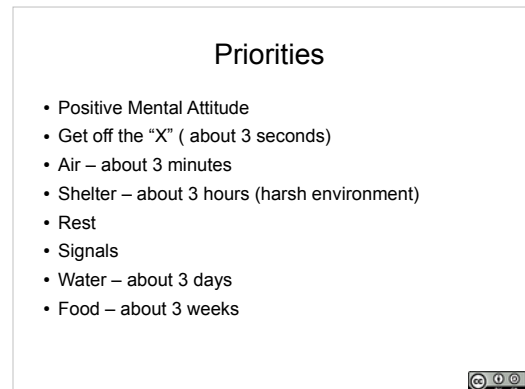 Priorities
• Positive Mental Attitude
• Get off the “X” ( about 3 seconds)
• Air – about 3 minutes
• Shelter – about 3 hours (harsh environment)
• Rest
• Signals
• Water – about 3 days
• Food – about 3 weeks
cc